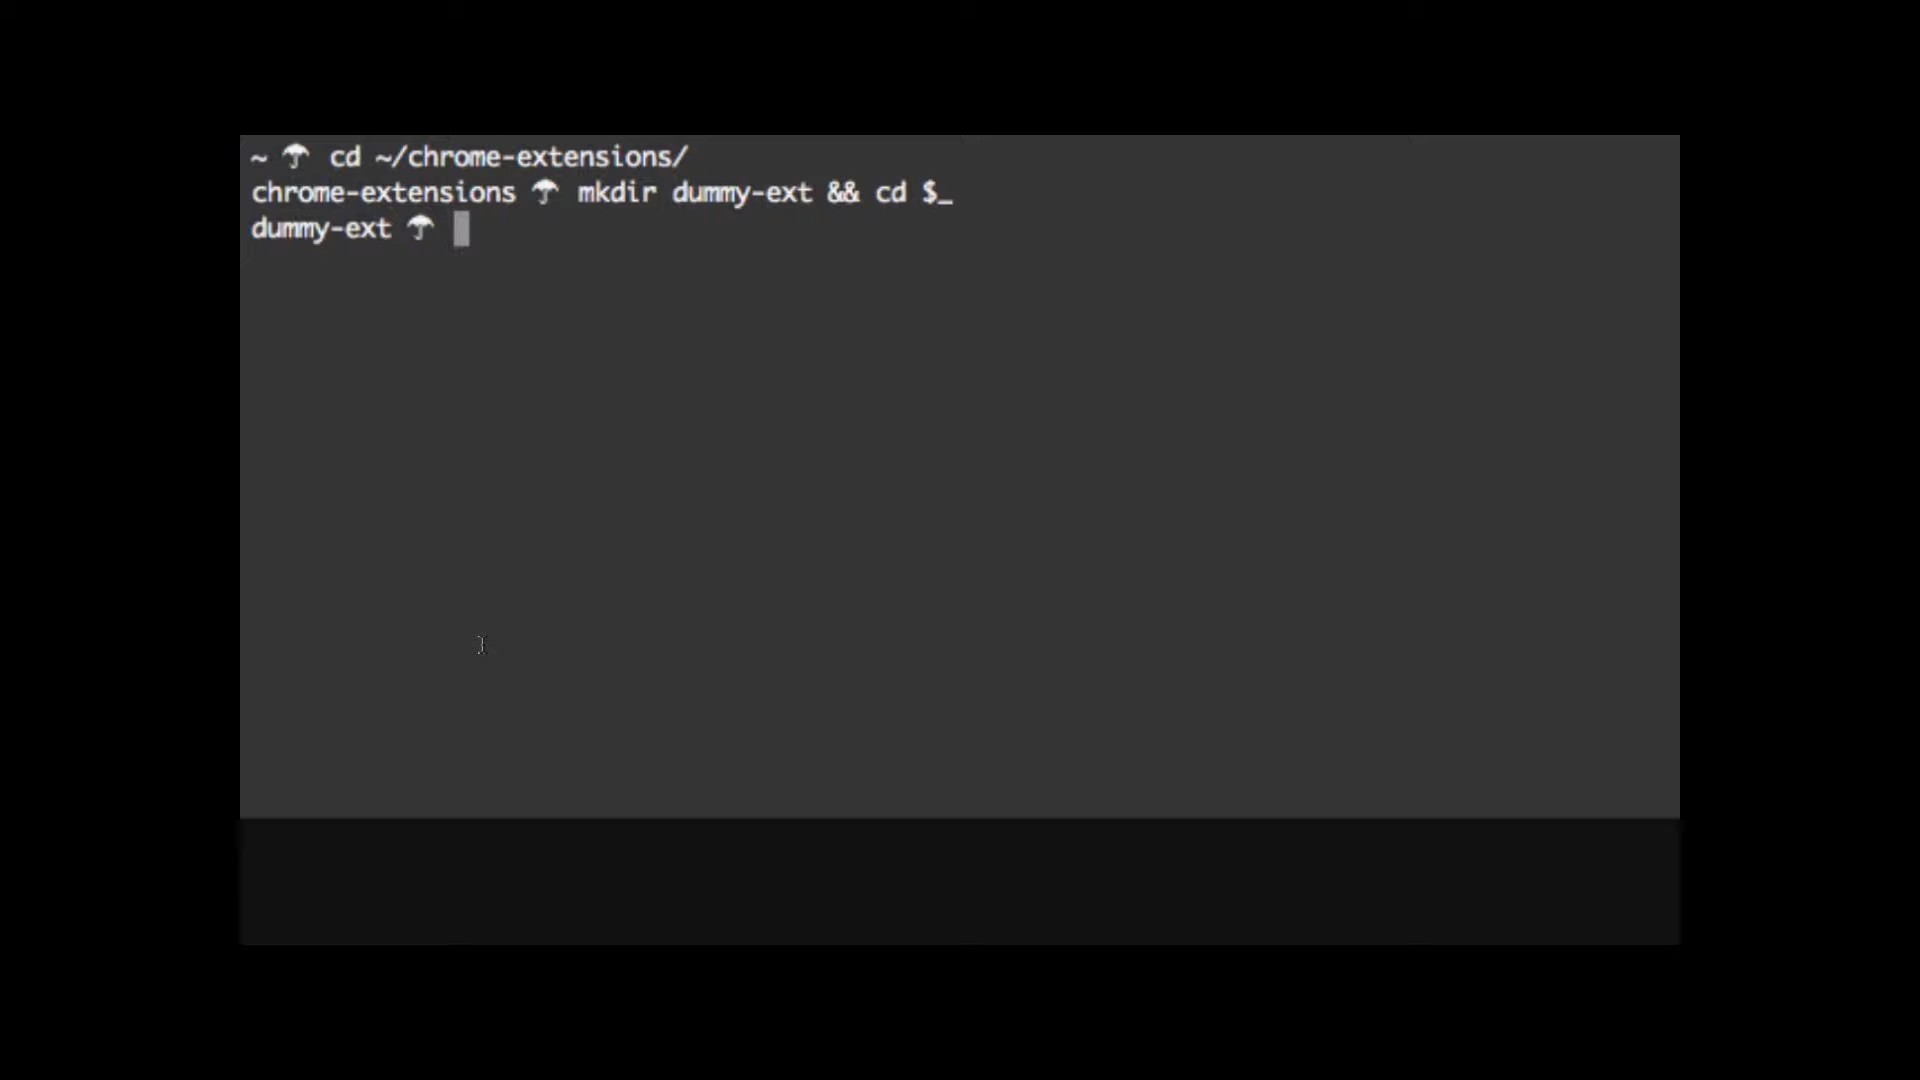 ~ ☂ cd ~/chrome-extensions/
chrome-extensions ☂ mkdir dummy-ext && cd $_
dummy-ext ☂